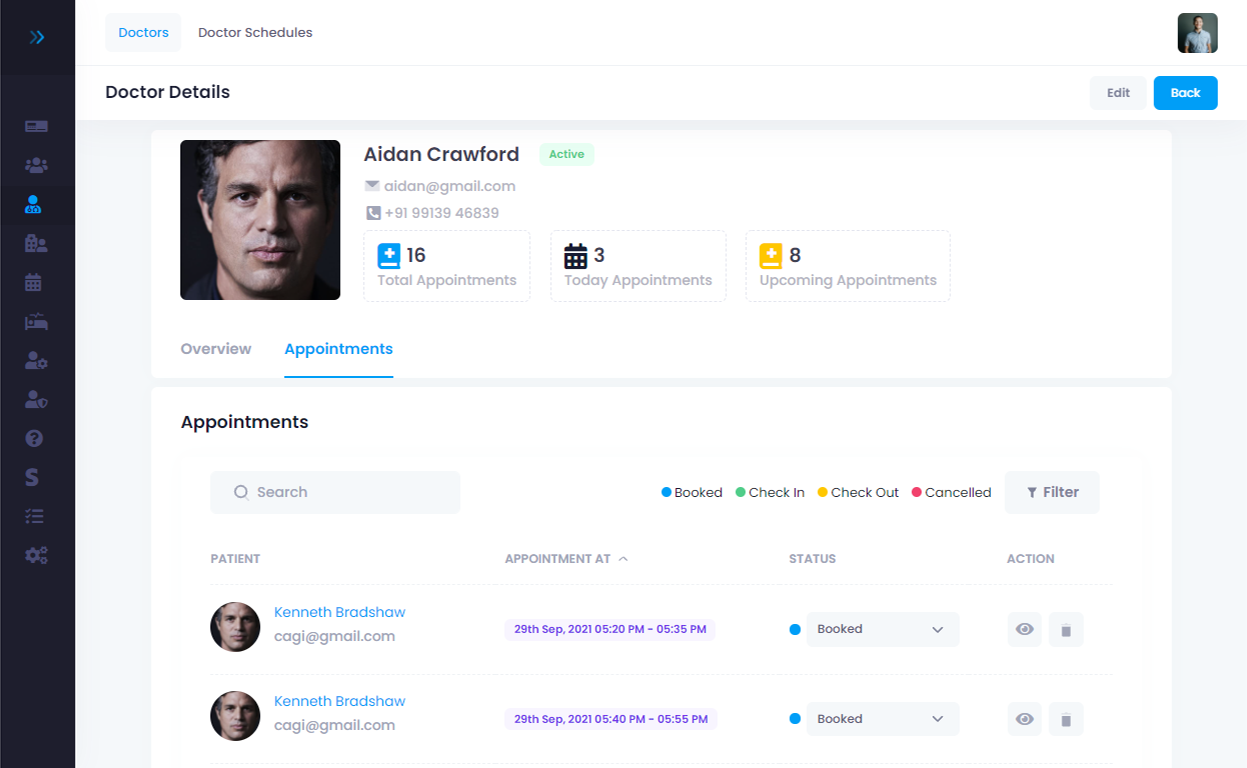 Doctors Doctor Schedules
Doctor Details Edit Back
Aidan Crawford Active
aidan@gmail.com
+91 99139 46839
16 3 8
Total Appointments Today Appointments Upcoming Appointments
Overview Appointments
Appointments
Search Booked Check In Check Out Cancelled Filter
PATIENT APPOINTMENT AT STATUS ACTION
Kenneth Bradshaw
cagi@gmail.com
29th Sep, 2021 05:20 PM - 05:35 PM Booked
Kenneth Bradshaw
cagi@gmail.com
29th Sep, 2021 05:40 PM - 05:55 PM Booked